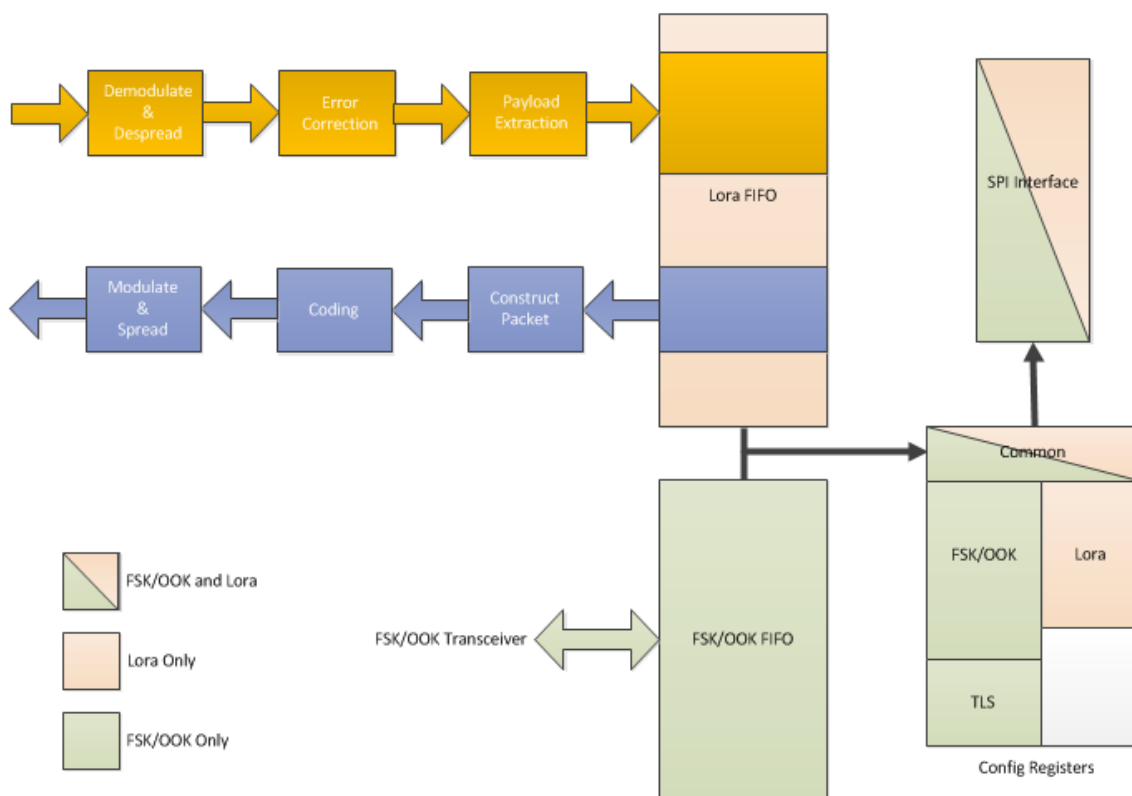 Demodulate
&
Despread
Error
Correction
Payload
Extraction
Lora FIFO
SPI Interface
Modulate
&
Spread
Coding
Construct
Packet
Common
FSK/OOK
Lora
TLS
Config Registers
FSK/OOK and Lora
Lora Only
FSK/OOK Only
FSK/OOK Transceiver
FSK/OOK FIFO